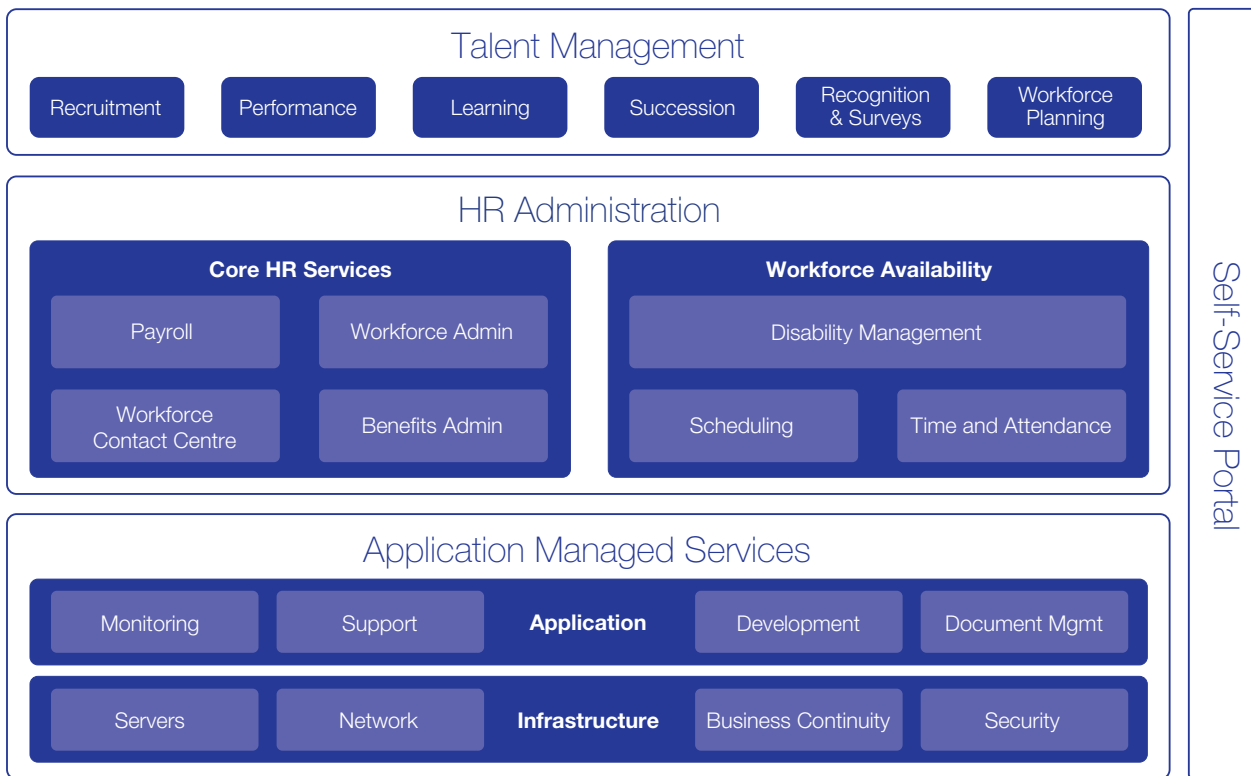 Talent Management
Recruitment
Performance
Learning
Succession
Recognition
& Surveys
Workforce
Planning
HR Administration
Core HR Services
Payroll
Workforce Admin
Workforce
Contact Centre
Benefits Admin
Workforce Availability
Disability Management
Scheduling
Time and Attendance
Application Managed Services
Monitoring
Support
Application
Development
Document Mgmt
Servers
Network
Infrastructure
Business Continuity
Security
Self-Service Portal